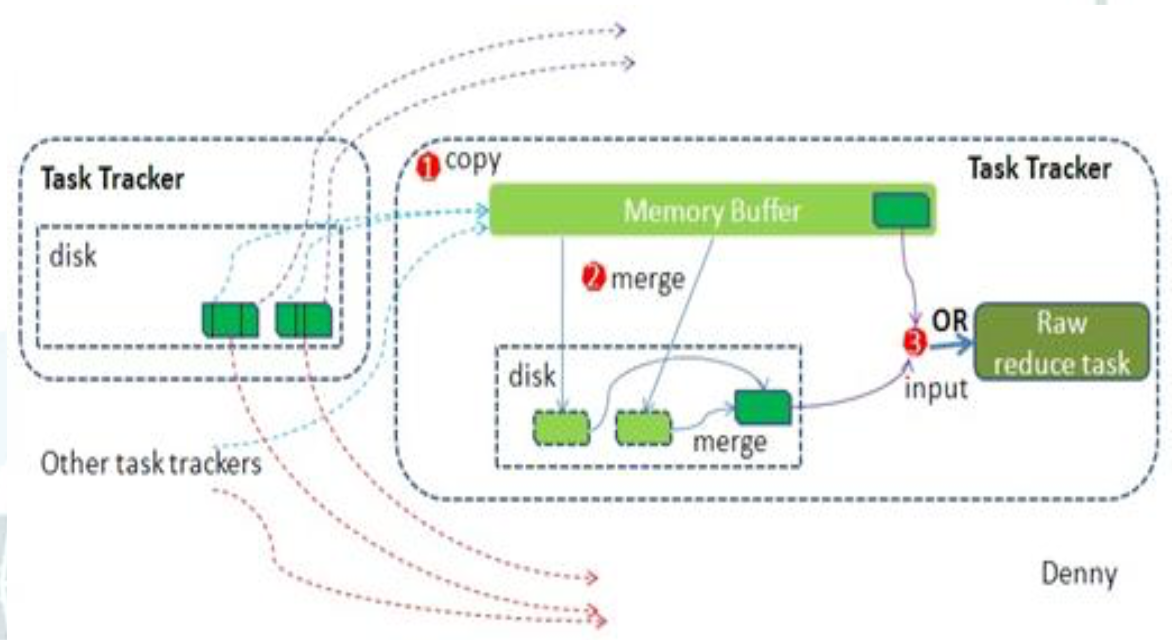 Task Tracker
disk
Other task trackers
1 copy
Task Tracker
Memory Buffer
2 merge
disk
merge
3
OR
input
Raw
reduce task
Denny